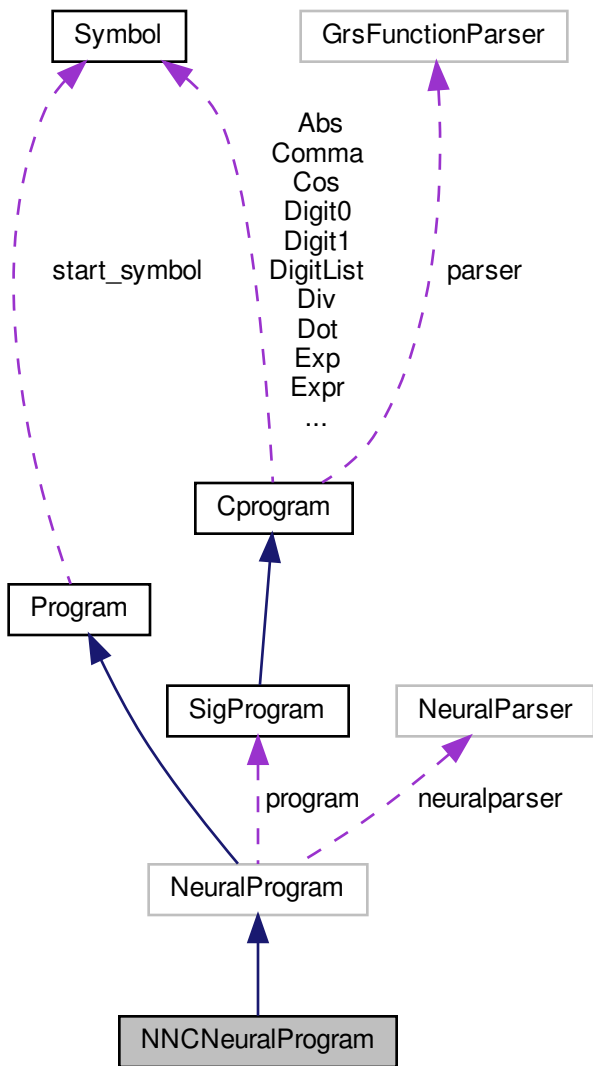 Symbol
GrsFunctionParser
Abs
Comma
Cos
Digit0
Digit1
DigitList
Div
Dot
Exp
Expr
...
start_symbol
parser
Cprogram
Program
SigProgram
NeuralParser
program
neuralparser
NeuralProgram
NNCNeuralProgram